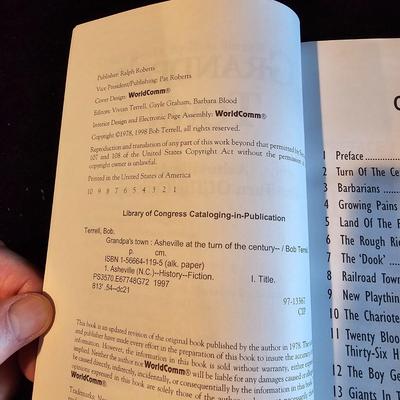 Publisher: Ralph Roberts
Vice President/Publishing: Pat Roberts
Cover Design: WorldComm®
Editors: Vivian Terrell, Gayle Graham, Barbara Blood
Interior Design and Electronic Page Assembly: WorldComm®
Copyright ©1978, 1998 Bob Terrell, all rights reserved.
Reproduction and translation of any part of this work beyond that permitted by
107 and 108 of the United States Copyright Act without the permission
copyright owner is unlawful.
Printed in the United States of America
10 9 8 7 6 5 4 3 2 1
Library of Congress Cataloging-in-Publication
Terrell, Bob.
Grandpa's town : Asheville at the turn of the century-- / Bob Terrel
p. cm.
ISBN 1-56664-119-5 (alk. paper)
1. Asheville (N.C.)--History--Fiction. I. Title.
PS3570.E67748G72 1997
813' .54--dc21
97-13367
CIP
This book is an updated revision of the original book published by the author in 1978. The
however have made every effort in the preparation of this book to insure the accuracy
information. However, the information in this book is sold without warranty, either
implied. Neither the author nor WorldComm® will be liable for any damages caused or
caused directly, indirectly, incidentally, or consequentially by the information in this
opinions expressed in this book are solely those of the author
WorldComm®.
Trademarks:
1 Preface
2 Turn Of The Ce
3 Barbarians
4 Growing Pains
5 Land Of The
6 The Rough Ri
7 The 'Dook'
8 Railroad Town
9 New Plaything
10 The Chariote
11 Twenty Blood
Thirty-Six H
12 The Boy Ge
13 Giants In T